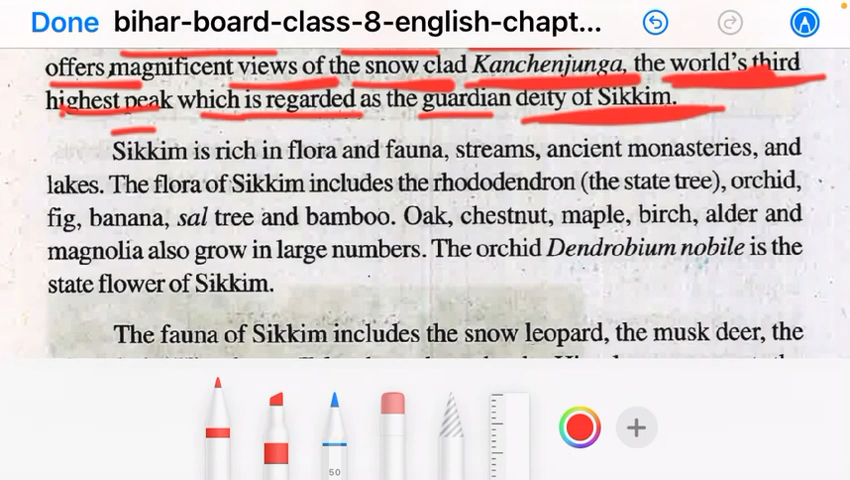 Done bihar-board-class-8-english-chapt...
offers magnificent views of the snow clad Kanchenjunga, the world's third
highest peak which is regarded as the guardian deity of Sikkim.
Sikkim is rich in flora and fauna, streams, ancient monasteries, and
lakes. The flora of Sikkim includes the rhododendron (the state tree), orchid,
fig, banana, sal tree and bamboo. Oak, chestnut, maple, birch, alder and
magnolia also grow in large numbers. The orchid Dendrobium nobile is the
state flower of Sikkim.
The fauna of Sikkim includes the snow leopard, the musk deer, the
50